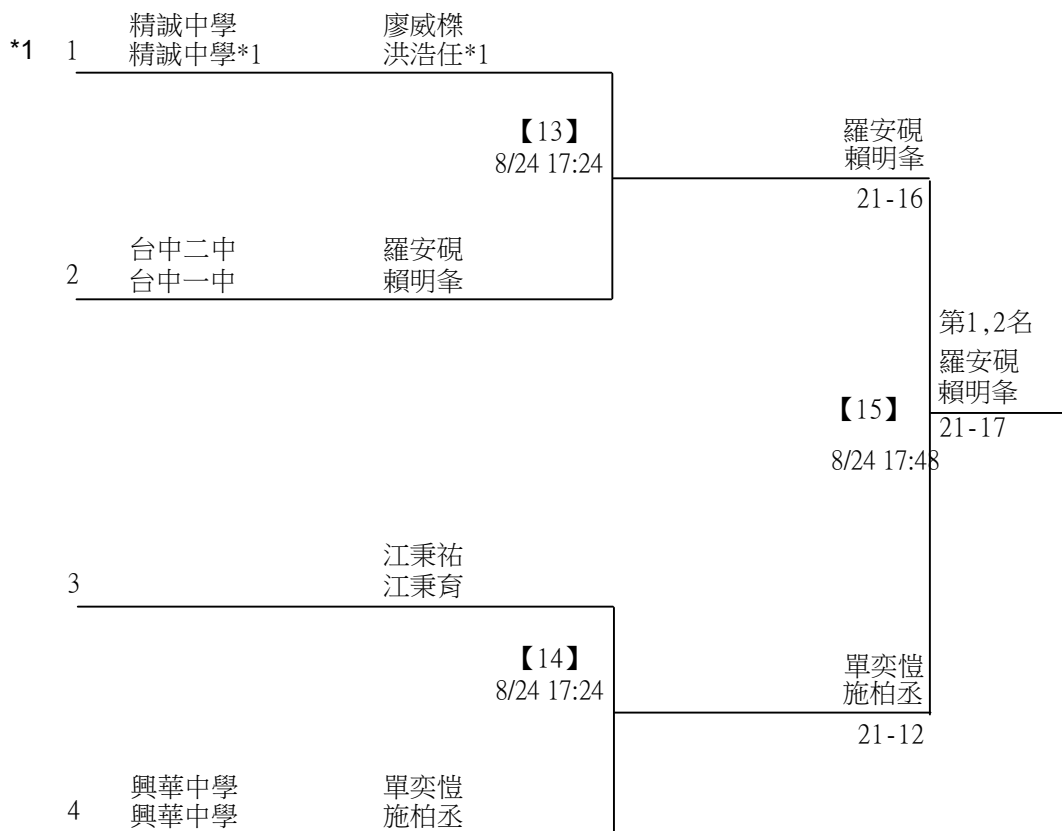 *1 1 精誠中學 廖威榤
精誠中學*1 洪浩任*1
【13】
8/24 17:24
羅安硯
賴明夆
21-16
2 台中二中 羅安硯
台中一中 賴明夆
第1,2名
羅安硯
賴明夆
【15】
21-17
8/24 17:48
3 江秉祐
江秉育
【14】
8/24 17:24
單奕愷
施柏丞
21-12
4 興華中學 單奕愷
興華中學 施柏丞